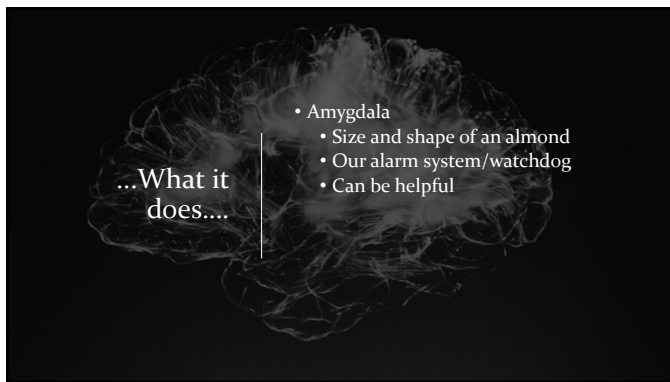 ...What it
does....
• Amygdala
• Size and shape of an almond
• Our alarm system/watchdog
• Can be helpful